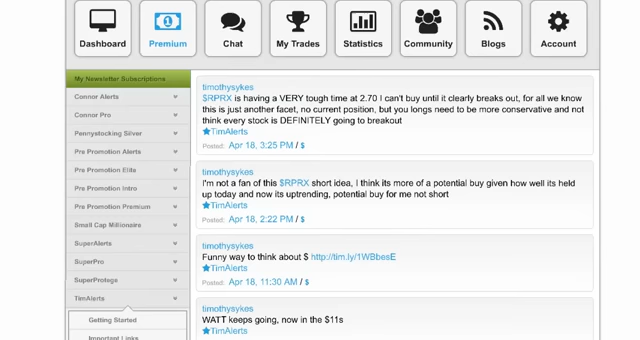 Dashboard
Premium
Chat
My Trades
Statistics
Community
Blogs
Account
My Newsletter Subscriptions
Connor Alerts
Connor Pro
Pennystocking Silver
Pre Promotion Alerts
Pre Promotion Elite
Pre Promotion Intro
Pre Promotion Premium
Small Cap Millionaires
SuperAlerts
SuperPro
SuperProtege
TimAlerts
Getting Started
Important Links
timothysykes
$RPRX is having a VERY tough time at 2.70 I can't buy until it clearly breaks out, for all we know
this is just another facet, no current position, but you longs need to be more conservative and not
think every stock is DEFINITELY going to breakout
★TimAlerts
Posted: Apr 18, 3:25 PM / $
timothysykes
I'm not a fan of this $RPRX short idea, I think its more of a potential buy given how well its held
up today and now its uptrending, potential buy for me not short
★TimAlerts
Posted: Apr 18, 2:22 PM / $
timothysykes
Funny way to think about $ http://tim.ly/1WBbesE
★TimAlerts
Posted: Apr 18, 11:30 AM / $
timothysykes
WATT keeps going, now in the $11s
★TimAlerts